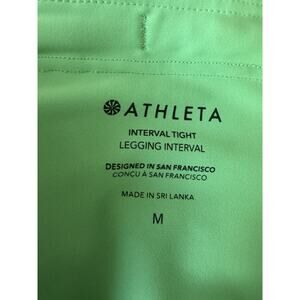 ATHLETA
INTERVAL TIGHT
LEGGING INTERVAL
DESIGNED IN SAN FRANCISCO
CONÇU À SAN FRANCISCO
MADE IN SRI LANKA
M